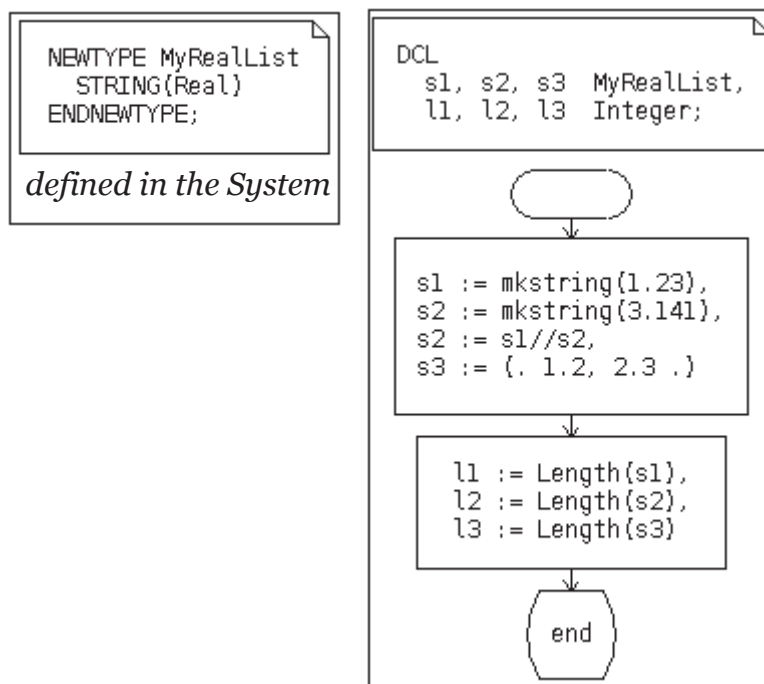 NEWTYPE MyRealList
STRING(Real)
ENDNEWTYPE;
defined in the System
DCL
s1, s2, s3 MyRealList,
l1, l2, l3 Integer;
s1 := mkstring(1.23),
s2 := mkstring(3.141),
s2 := s1//s2,
s3 := (. 1.2, 2.3 .)
l1 := Length(s1),
l2 := Length(s2),
l3 := Length(s3)
end